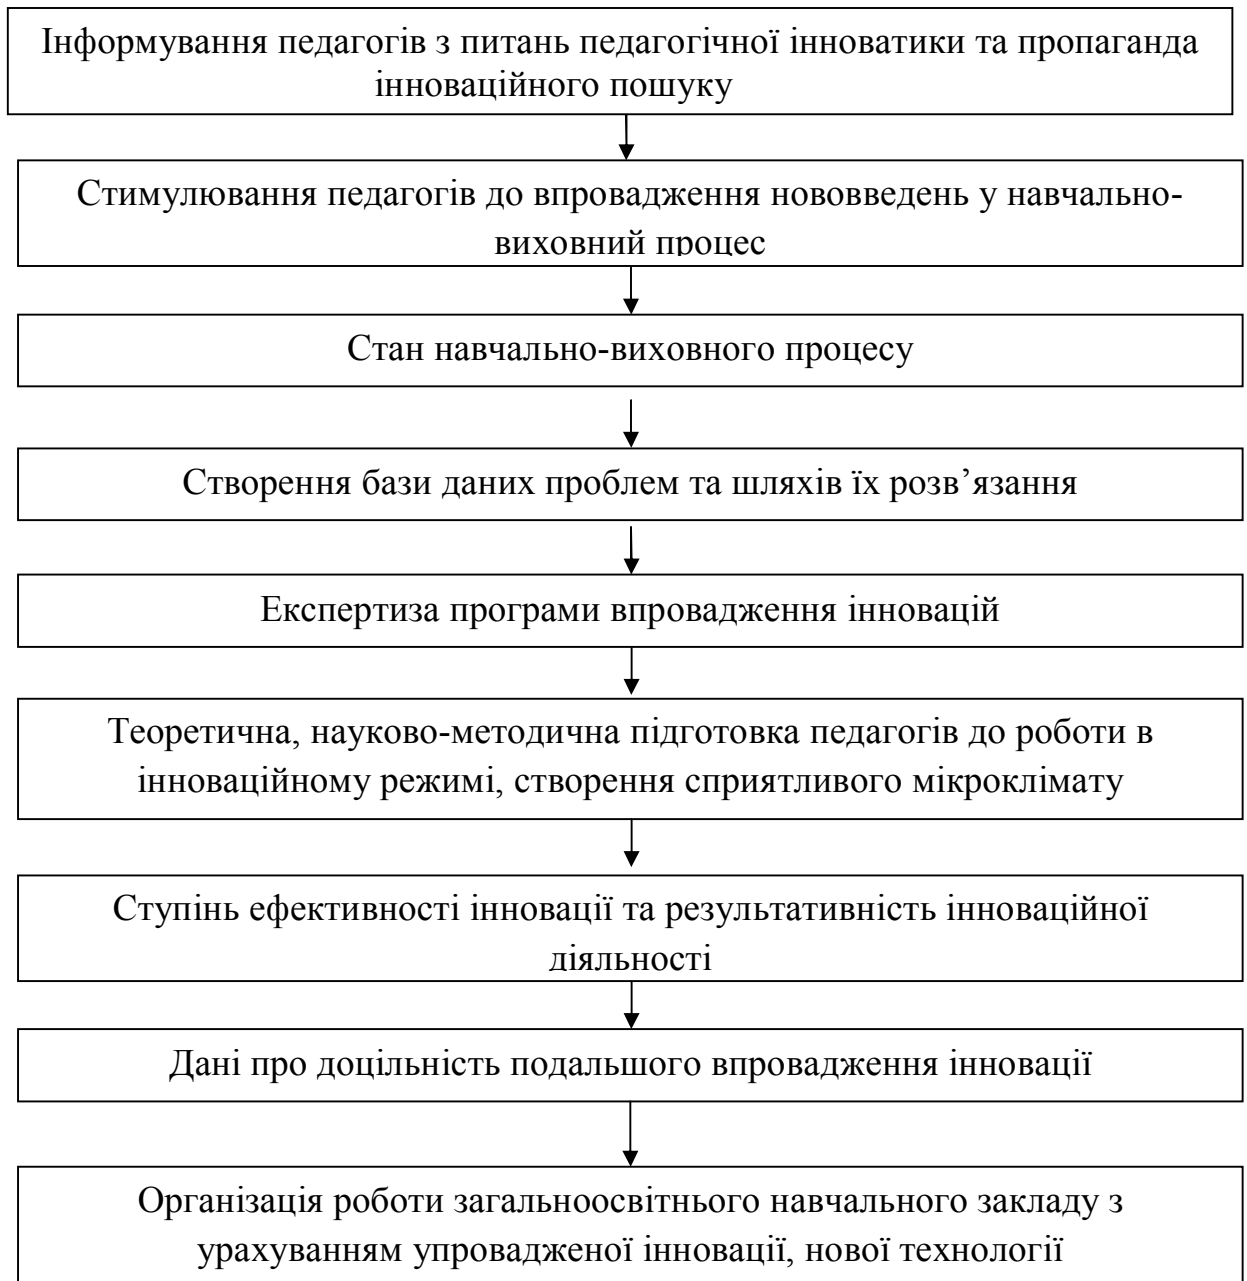 Інформування педагогів з питань педагогічної інноватики та пропаганда
інноваційного пошуку
Стимулювання педагогів до впровадження нововведень у навчально-
виховний процес
Стан навчально-виховного процесу
Створення бази даних проблем та шляхів їх розв’язання
Експертиза програми впровадження інновацій
Теоретична, науково-методична підготовка педагогів до роботи в
інноваційному режимі, створення сприятливого мікроклімату
Ступінь ефективності інновації та результативність інноваційної
діяльності
Дані про доцільність подальшого впровадження інновації
Організація роботи загальноосвітнього навчального закладу з
урахуванням упровадженої інновації, нової технології